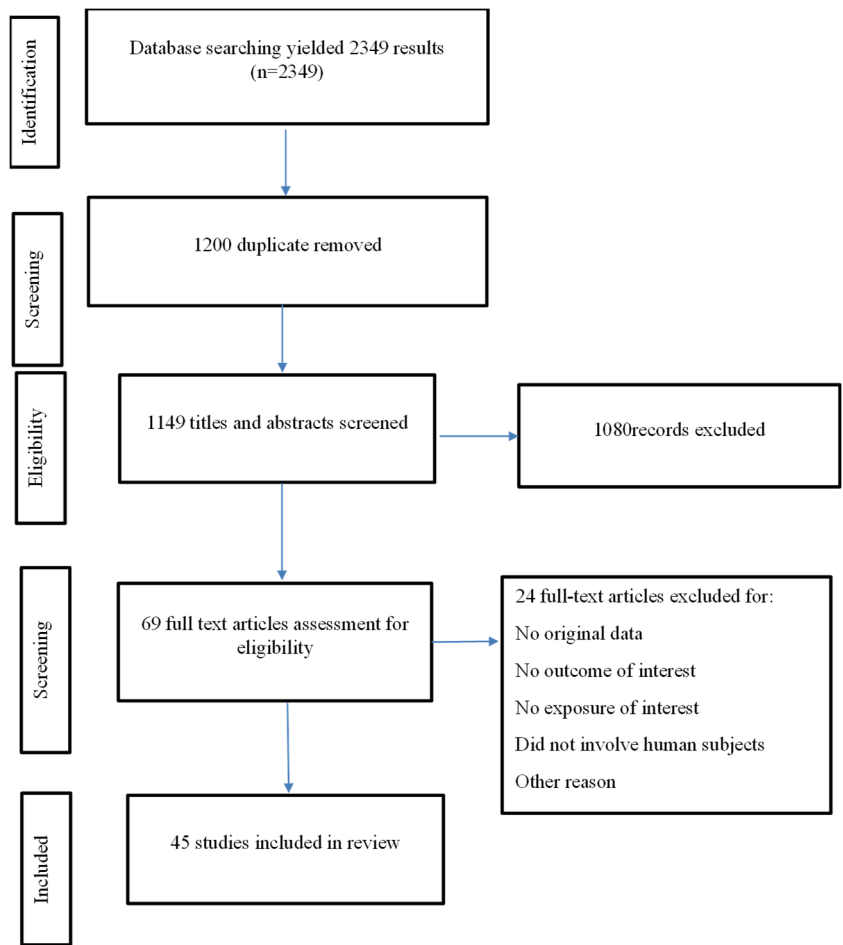 Identification
Database searching yielded 2349 results
(n=2349)
Screening
1200 duplicate removed
Eligibility
1149 titles and abstracts screened
1080records excluded
Screening
69 full text articles assessment for
eligibility
24 full-text articles excluded for:
No original data
No outcome of interest
No exposure of interest
Did not involve human subjects
Other reason
Included
45 studies included in review